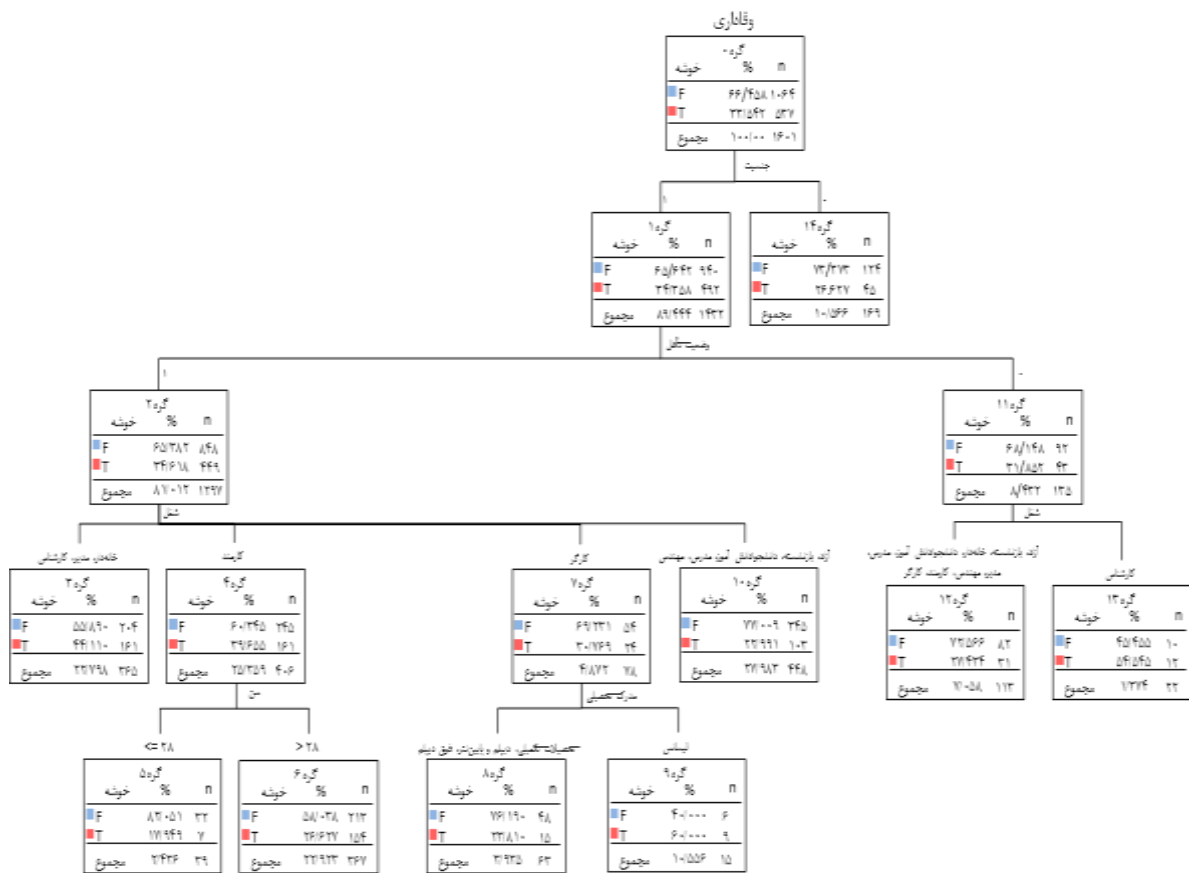 وفاداری
گره ۰
خوشه % n
F ۶۶/۴۵۸ ۱۰۶۴
T ۳۳/۵۴۲ ۵۳۷
مجموع ۱۰۰/۰۰ ۱۶۰۱
جنسیت
۱
گره ۱
خوشه % n
F ۶۵/۶۴۲ ۹۴۰
T ۳۴/۳۵۸ ۴۹۲
مجموع ۸۹/۴۴۴ ۱۴۳۲
۰
گره ۱۴
خوشه % n
F ۷۳/۳۷۳ ۱۲۴
T ۲۶٫۶۲۷ ۴۵
مجموع ۱۰/۵۶۶ ۱۶۹
وضعیت تأهل
۱
گره ۲
خوشه % n
F ۶۵/۳۸۲ ۸۴۸
T ۳۴/۶۱۸ ۴۴۹
مجموع ۸۱/۰۱۲ ۱۲۹۷
۰
گره ۱۱
خوشه % n
F ۶۸/۱۴۸ ۹۲
T ۳۱/۸۵۲ ۴۳
مجموع ۸/۴۳۲ ۱۳۵
شغل
خانه‌دار، مدیر، کارشناس
گره ۳
خوشه % n
F ۵۵/۸۹۰ ۲۰۴
T ۴۴/۱۱۰ ۱۶۱
مجموع ۲۲/۷۹۸ ۳۶۵
کارمند
گره ۴
خوشه % n
F ۶۰/۳۴۵ ۲۴۵
T ۳۹/۶۵۵ ۱۶۱
مجموع ۲۵/۳۵۹ ۴۰۶
کارگر
گره ۷
خوشه % n
F ۶۹/۲۳۱ ۵۴
T ۳۰/۷۶۹ ۲۴
مجموع ۴/۸۷۲ ۷۸
آزاد، بازنشسته، دانشجو/دانش آموز، مدرس، مهندس
گره ۱۰
خوشه % n
F ۷۷/۰۰۹ ۳۴۵
T ۲۲/۹۹۱ ۱۰۳
مجموع ۲۷/۹۸۳ ۴۴۸
شغل
آزاد، بازنشسته، خانه‌دار، دانشجو/دانش آموز، مدرس،
مدیر، مهندس، کارمند، کارگر
گره ۱۲
خوشه % n
F ۷۲/۵۶۶ ۸۲
T ۲۷/۴۳۴ ۳۱
مجموع ۷/۰۵۸ ۱۱۳
کارشناس
گره ۱۳
خوشه % n
F ۴۵/۴۵۵ ۱۰
T ۵۴/۵۴۵ ۱۲
مجموع ۱/۳۷۴ ۲۲
سن
<= ۲۸
گره ۵
خوشه % n
F ۸۲/۰۵۱ ۳۲
T ۱۷/۹۴۹ ۷
مجموع ۲/۴۳۶ ۳۹
> ۲۸
گره ۶
خوشه % n
F ۵۸/۰۳۸ ۲۱۳
T ۲۶/۶۲۷ ۱۵۴
مجموع ۲۲/۹۲۳ ۳۶۷
مدرک تحصیلی
تحصیلات تکمیلی، دیپلم و پایین‌تر، فوق دیپلم
گره ۸
خوشه % n
F ۷۶/۱۹۰ ۴۸
T ۲۳/۸۱۰ ۱۵
مجموع ۳/۹۳۵ ۶۳
لیسانس
گره ۹
خوشه % n
F ۴۰/۰۰۰ ۶
T ۶۰/۰۰۰ ۹
مجموع ۱۰/۵۵۶ ۱۵